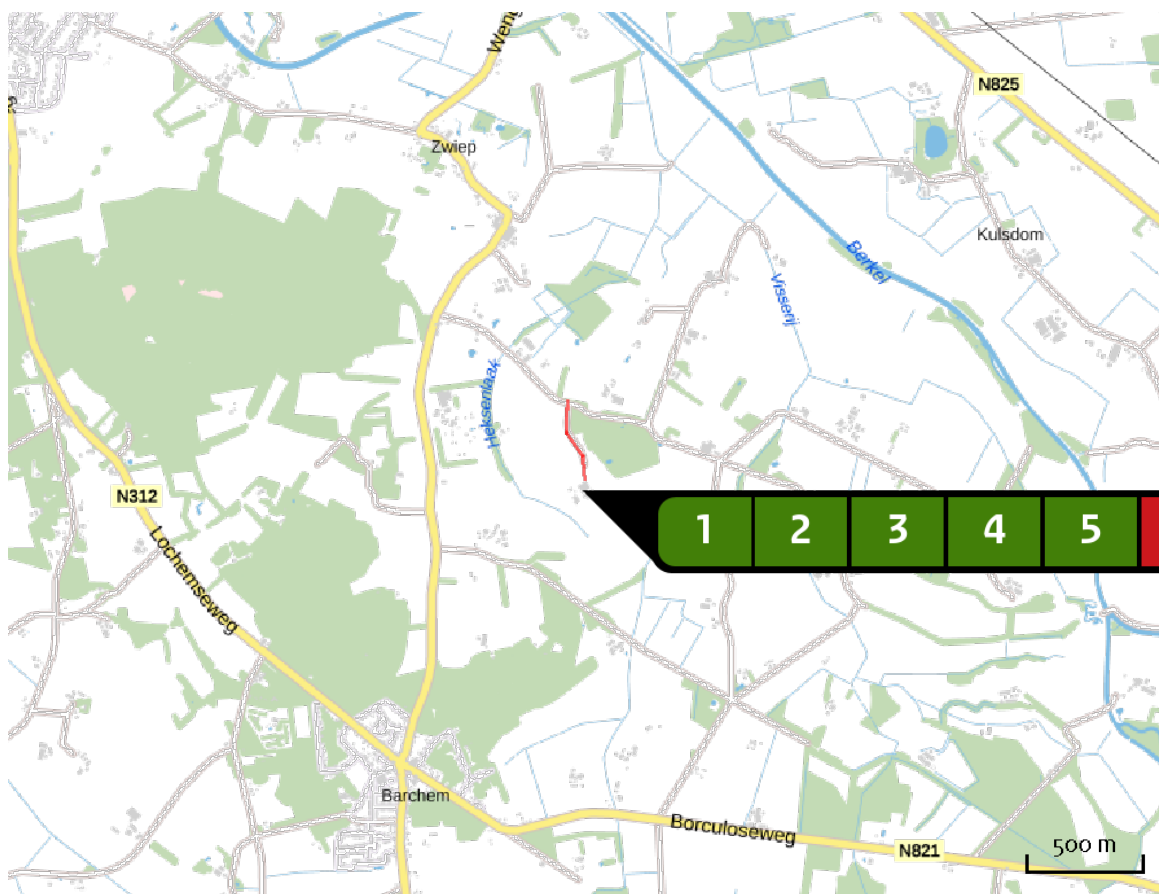 Weng
N825
e
Zwiep
Kulsdom
Berkel
Visserij
Heksenlaak
N312
1 2 3 4 5
Lochemseweg
Barchem
Borculoseweg
N821
500 m